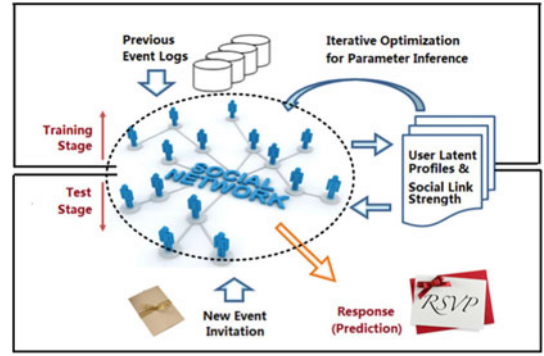 Previous
Event Logs
Iterative Optimization
for Parameter Inference
Training
Stage
SOCIAL
NETWORK
User Latent
Profiles &
Social Link
Strength
Test
Stage
New Event
Invitation
Response
(Prediction)
RSVP